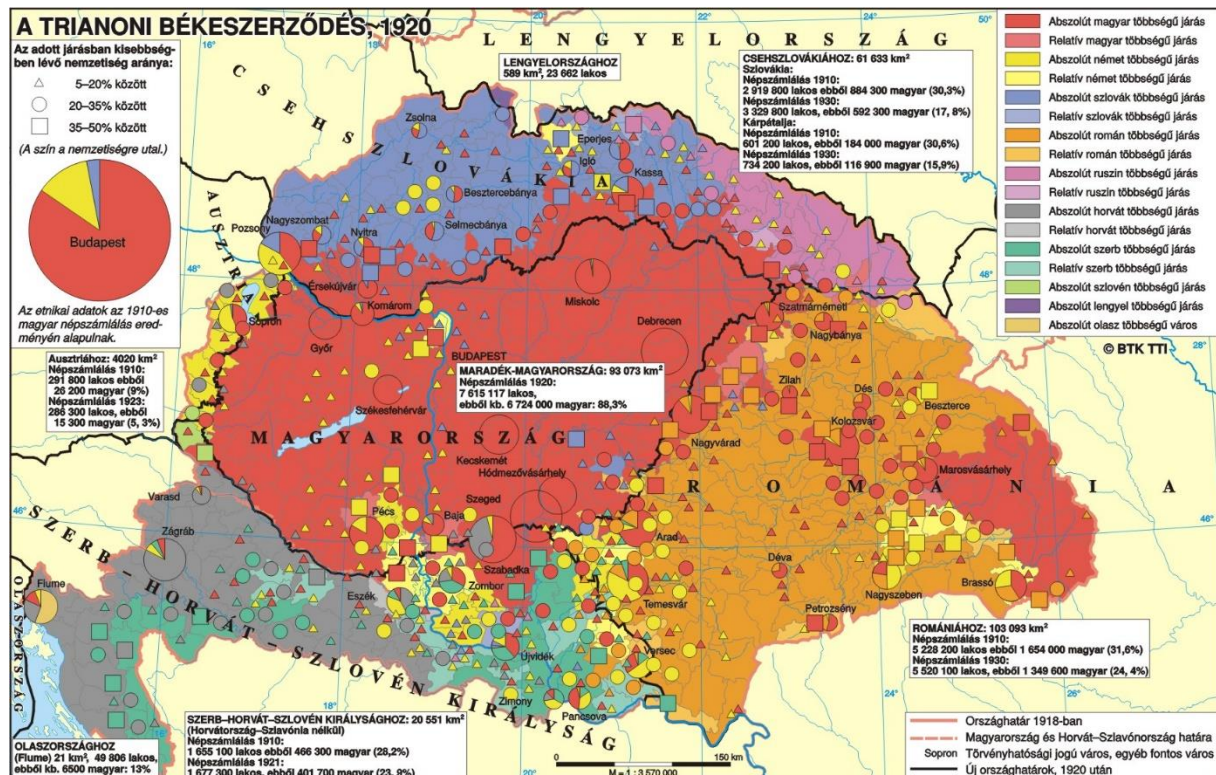 A TRIANONI BÉKESZERZŐDÉS, 1920
Az adott járásban kisebbség-
ben lévő nemzetiség aránya:
5–20% között
20–35% között
35–50% között
(A szín a nemzetiségre utal.)
Budapest
Az etnikai adatok az 1910-es
magyar népszámlálás ered-
ményén alapulnak.
16°
18°
20
22
24
50°
LENGYELORSZÁG
LENGYELORSZÁGHOZ
589 km², 23 662 lakos
CSEHSZLOVÁKIÁHOZ: 61 633 km²
Szlovákia:
Népszámlálás 1910:
2 919 800 lakos ebből 884 300 magyar (30,3%)
Népszámlálás 1930:
3 329 800 lakos, ebből 592 300 magyar (17, 8%)
Kárpátalja:
Népszámlálás 1910:
601 200 lakos, ebből 184 000 magyar (30,6%)
Népszámlálás 1930:
734 200 lakos, ebből 116 900 magyar (15,9%)
Abszolút magyar többségű járás
Relatív magyar többségű járás
Abszolút német többségű járás
Relatív német többségű járás
Abszolút szlovák többségű járás
Relatív szlovák többségű járás
Abszolút román többségű járás
Relatív román többségű járás
Abszolút ruszin többségű járás
Relatív ruszin többségű járás
Abszolút horvát többségű járás
Relatív horvát többségű járás
Abszolút szerb többségű járás
Relatív szerb többségű járás
Abszolút szlovén többségű járás
Abszolút lengyel többségű járás
Abszolút olasz többségű város
© BTK TTI
28°
CSEHSZLOVÁKIA
Zsolna
Eperjes
Igló
Kassa
Besztercebánya
Selmecbánya
Nagyszombat
Pozsony
Nyitra
AUSZTRIA
48°
48°
48°
Érsekújvár
Komárom
Miskolc
Szatmárnémeti
Nagybánya
Debrecen
Sopron
Győr
BUDAPEST
Ausztriához: 4020 km²
Népszámlálás 1910:
291 800 lakos ebből
26 200 magyar (9%)
Népszámlálás 1923:
286 300 lakos, ebből
15 300 magyar (5, 3%)
MARADÉK-MAGYARORSZÁG: 93 073 km²
Népszámlálás 1920:
7 615 117 lakos,
ebből kb. 6 724 000 magyar: 88,3%
Zilah
Dés
Beszterce
Kolozsvár
Székesfehérvár
MAGYARORSZÁG
Nagyvárad
Kecskemét
Hódmezővásárhely
Marosvásárhely
ROMÁNIA
Varasd
Szeged
Pécs
Baja
46°
46°
Zágráb
Arad
Déva
Szabadka
Zombor
Eszék
Fiume
Temesvár
Nagyszeben
Brassó
Petrozsény
Újvidék
Versec
Zimony
Pancsova
SZERB–HORVÁT–SZLOVÉN KIRÁLYSÁG
OLASZORSZÁG
24°
26°
ROMÁNIÁHOZ: 103 093 km²
Népszámlálás 1910:
5 228 200 lakos ebből 1 654 000 magyar (31,6%)
Népszámlálás 1930:
5 520 100 lakos, ebből 1 349 600 magyar (24, 4%)
SZERB–HORVÁT–SZLOVÉN KIRÁLYSÁGHOZ: 20 551 km²
(Horvátország–Szlavónia nélkül)
Népszámlálás 1910:
1 655 100 lakos ebből 466 300 magyar (28,2%)
Népszámlálás 1921:
1 677 300 lakos, ebből 401 700 magyar (23, 9%)
OLASZORSZÁGHOZ
(Fiume) 21 km², 49 806 lakos,
ebből kb. 6500 magyar: 13%
16°
18°
20°
0
150 km
M = 1 : 3 570 000
Országhatár 1918-ban
Magyarország és Horvát–Szlavónország határa
Sopron Törvényhatósági jogú város, egyéb fontos város
Új országhatárok, 1920 után